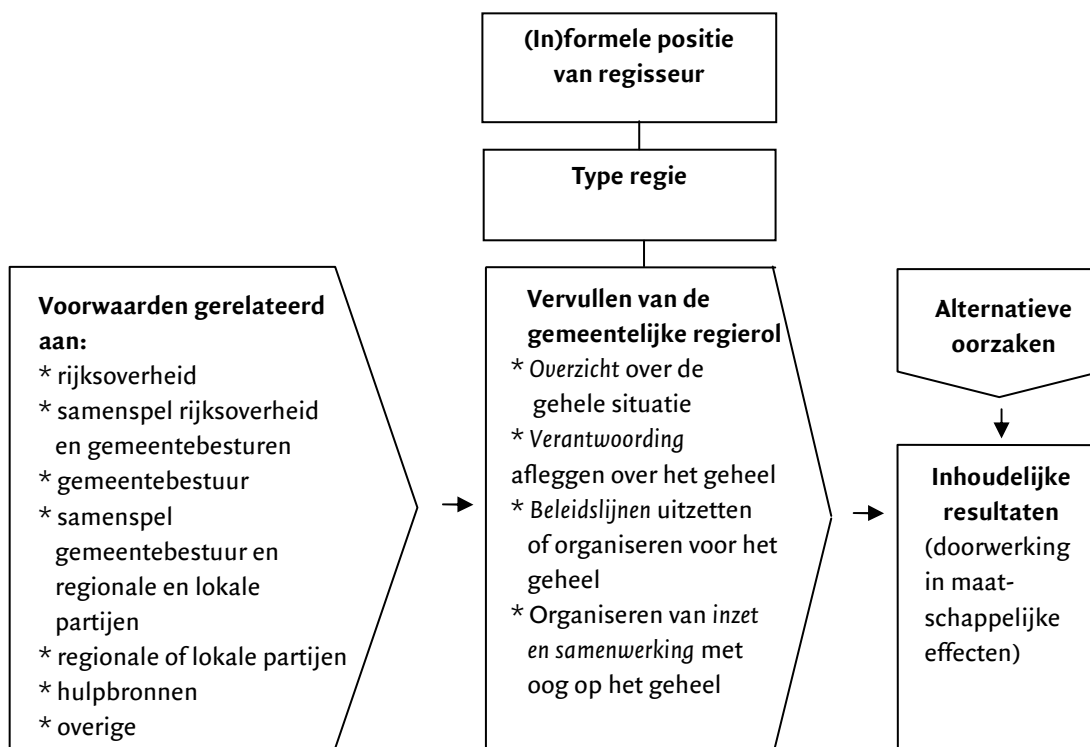 (In)formele positie
van regisseur
Type regie
Voorwaarden gerelateerd
aan:
* rijksoverheid
* samenspel rijksoverheid
en gemeentebesturen
* gemeentebestuur
* samenspel
gemeentebestuur en
regionale en lokale
partijen
* regionale of lokale partijen
* hulpbronnen
* overige
Vervullen van de
gemeentelijke regierol
* Overzicht over de
gehele situatie
* Verantwoording
afleggen over het geheel
* Beleidslijnen uitzetten
of organiseren voor het
geheel
* Organiseren van inzet
en samenwerking met
oog op het geheel
Alternatieve
oorzaken
Inhoudelijke
resultaten
(doorwerking
in maat-
schappelijke
effecten)